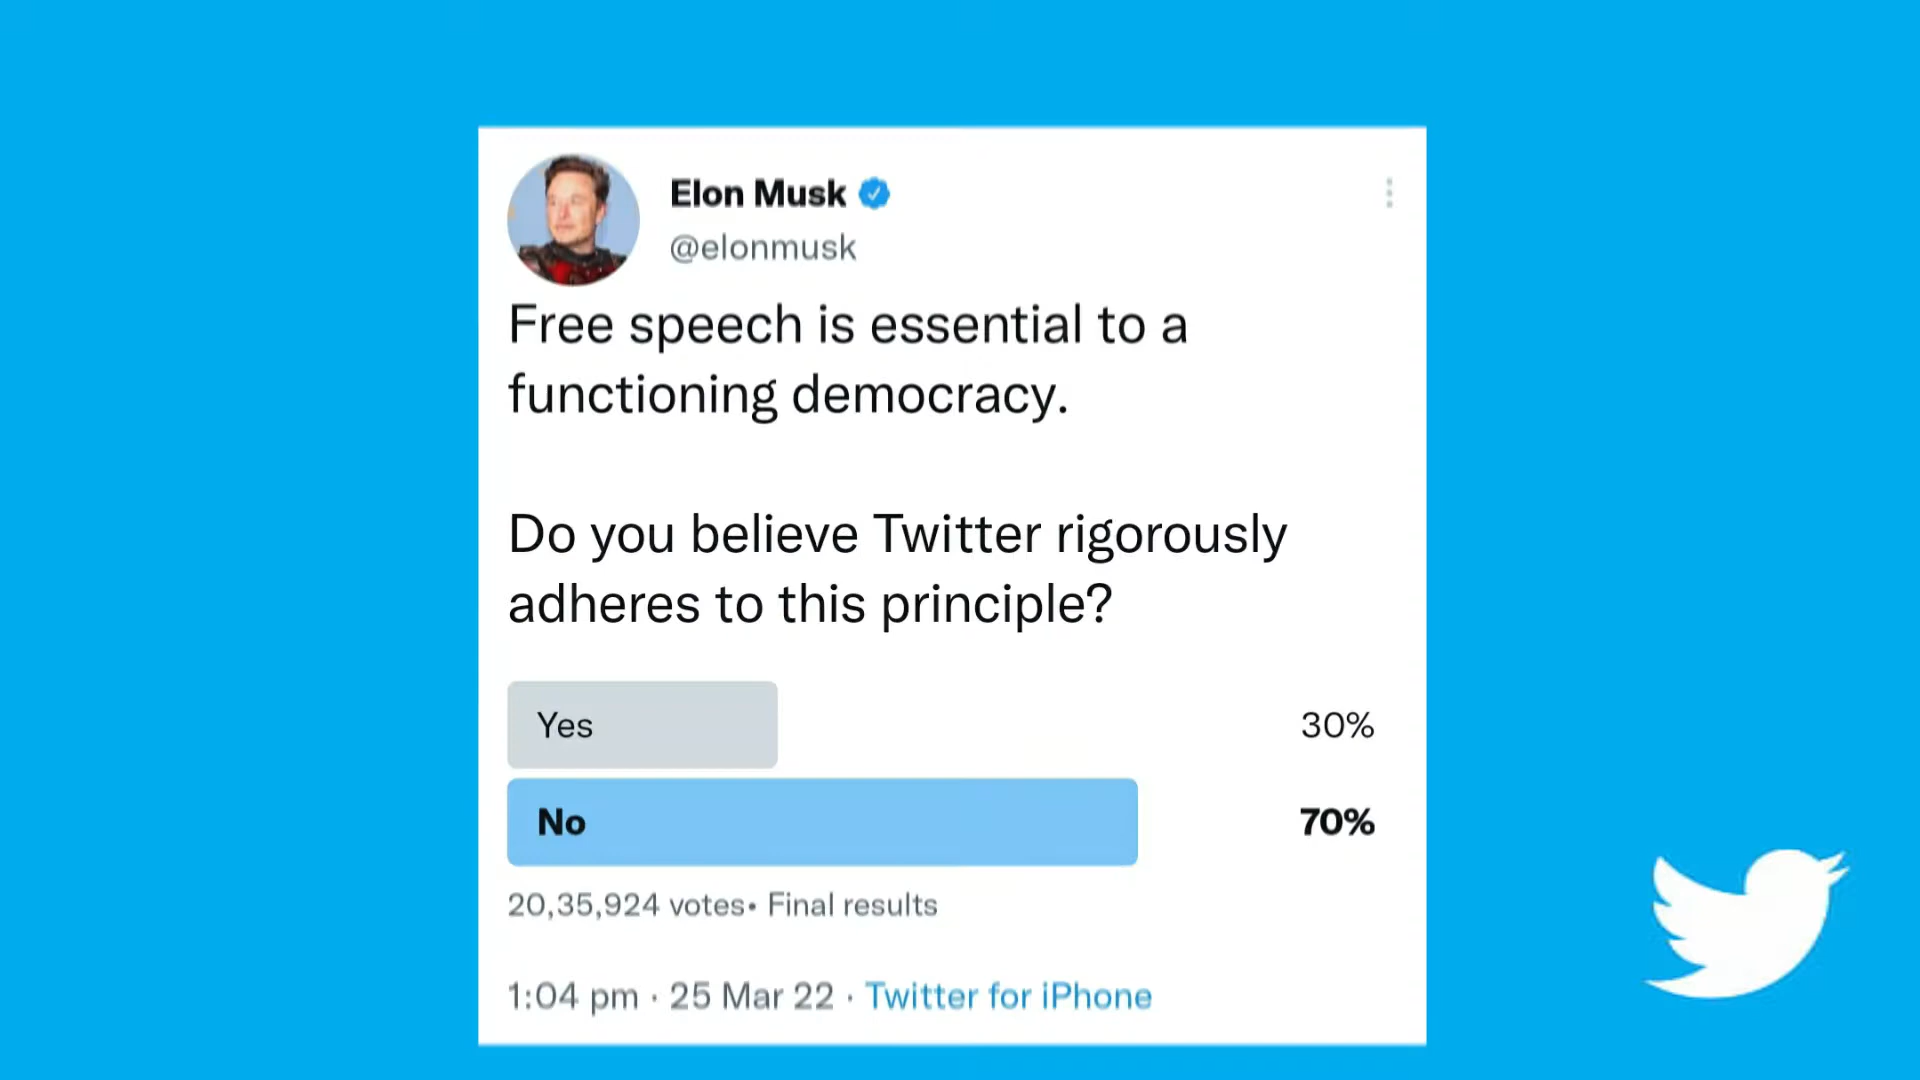 Elon Musk
@elonmusk
Free speech is essential to a
functioning democracy.
Do you believe Twitter rigorously
adheres to this principle?
Yes 30%
No 70%
20,35,924 votes• Final results
1:04 pm · 25 Mar 22 · Twitter for iPhone